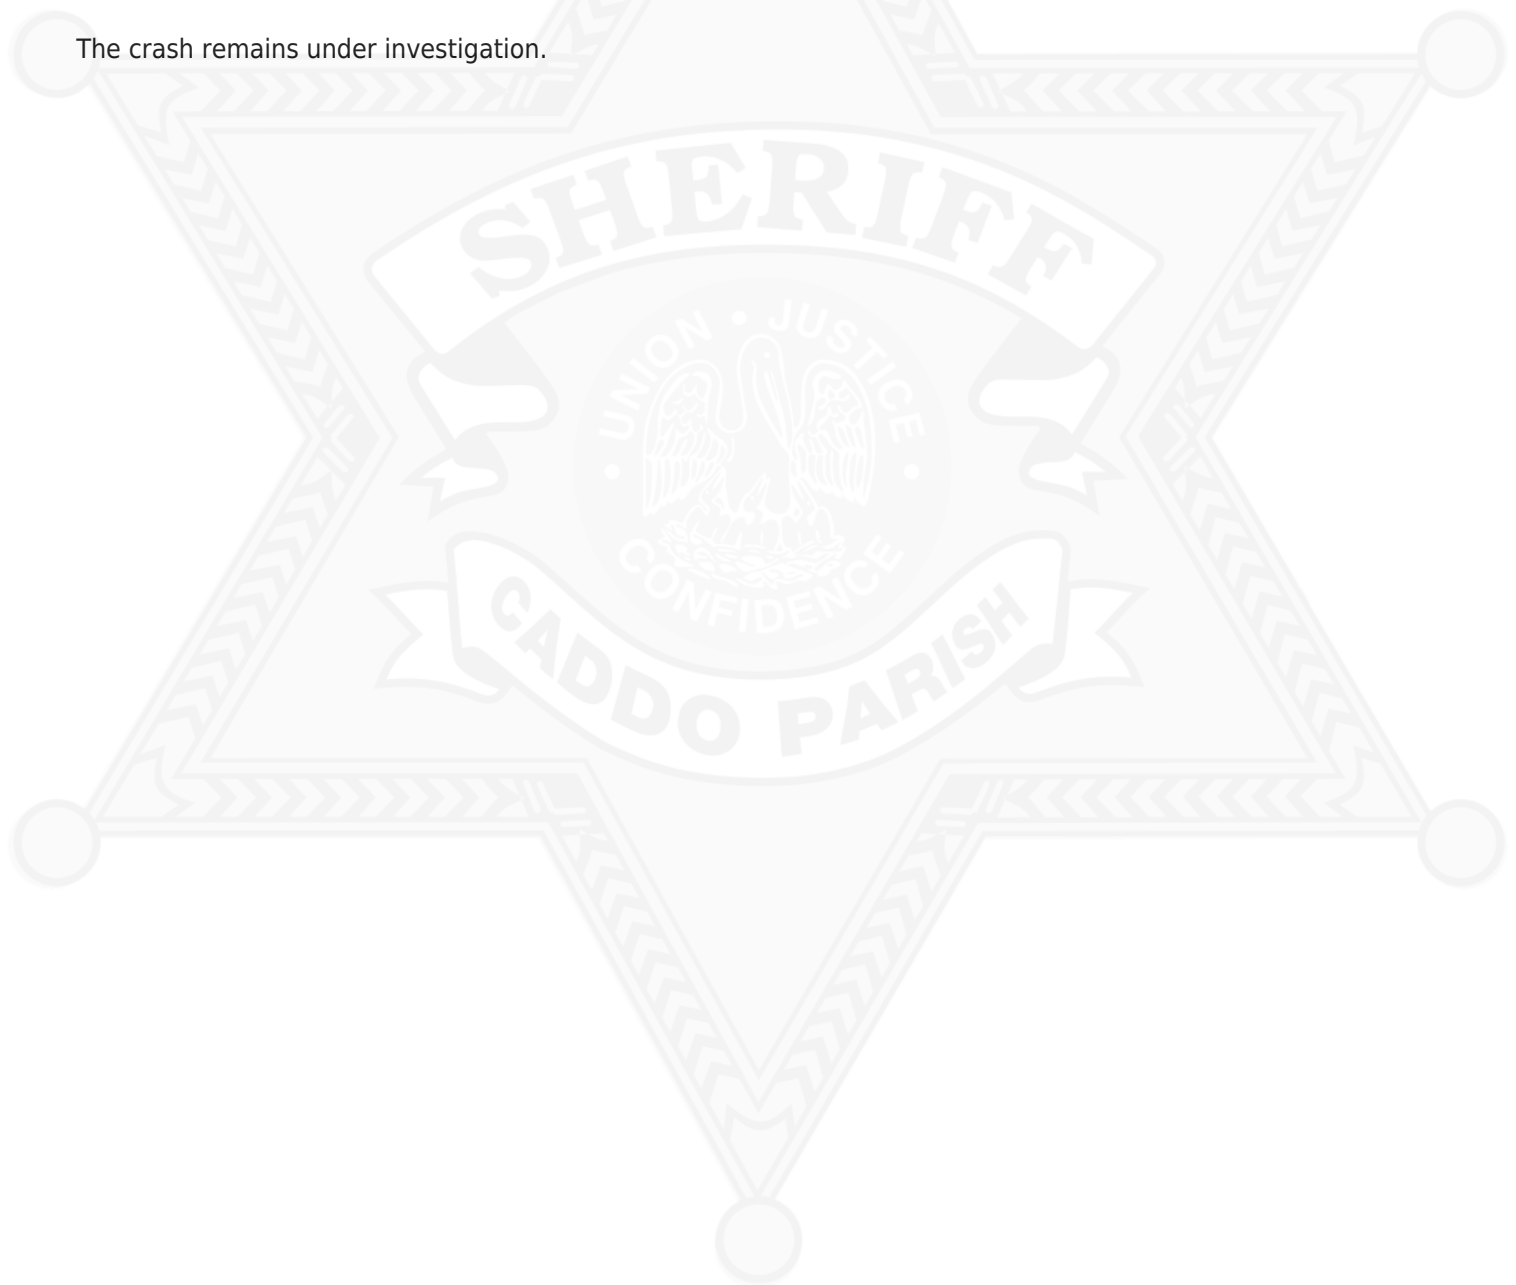 The crash remains under investigation.
SHERIFF
UNION • JUSTICE
• CONFIDENCE •
CADDO PARISH